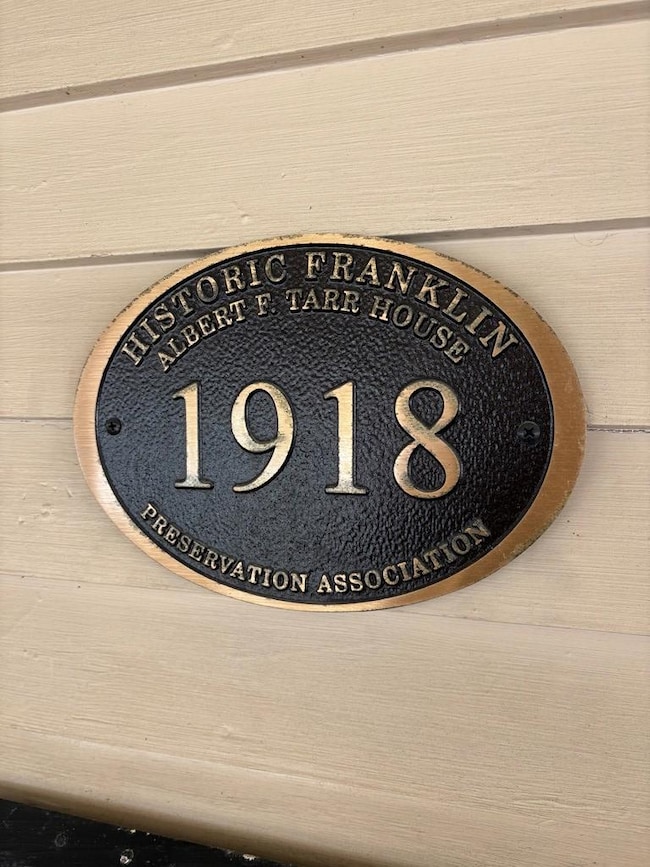 HISTORIC FRANKLIN
ALBERT F. TARR HOUSE
1918
PRESERVATION ASSOCIATION